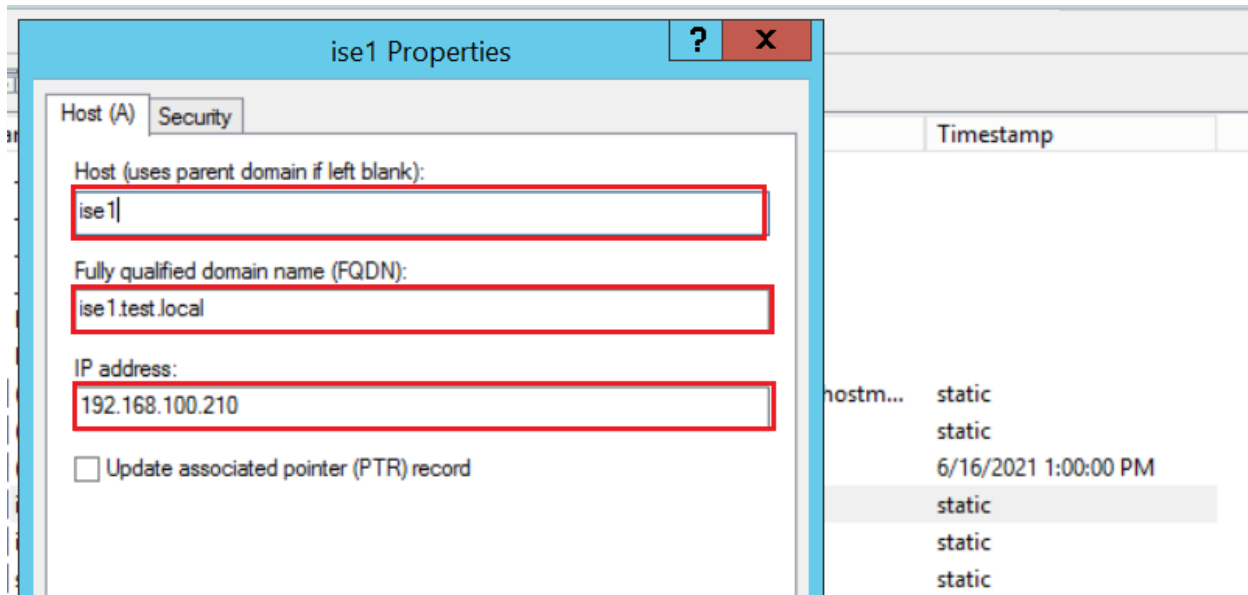 ise1 Properties
? X
Host (A) Security
Timestamp
Host (uses parent domain if left blank):
ise1
Fully qualified domain name (FQDN):
ise1.test.local
IP address:
192.168.100.210
hostm... static
static
Update associated pointer (PTR) record
6/16/2021 1:00:00 PM
static
static
static